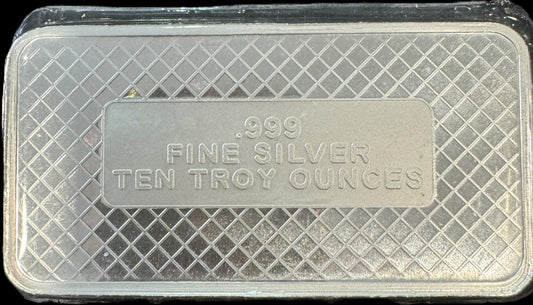 .999
FINE SILVER
TEN TROY OUNCES